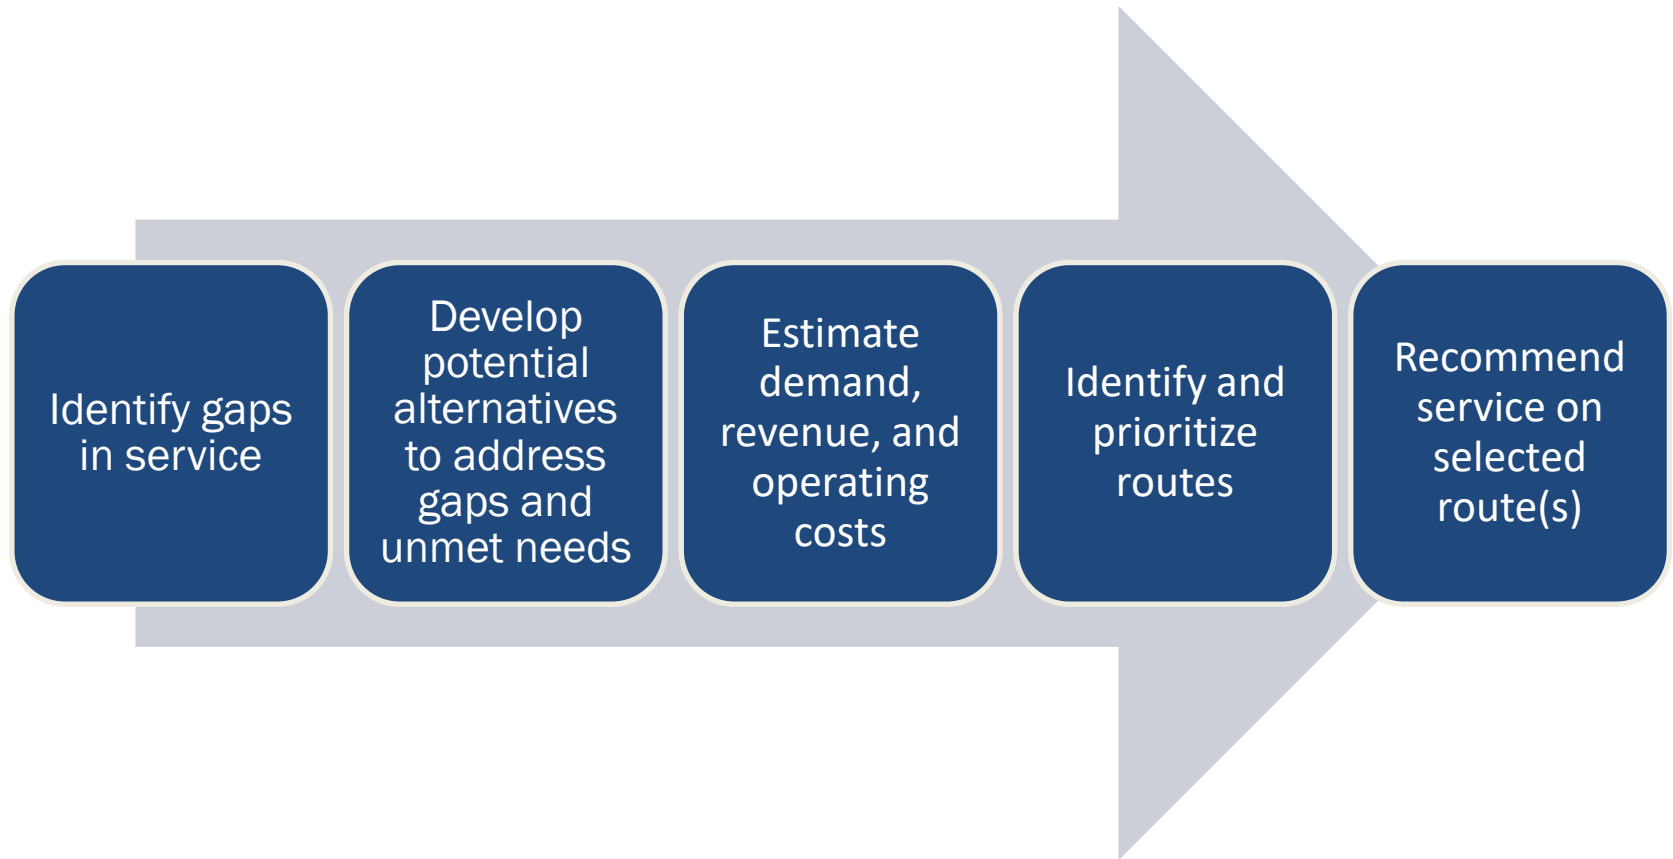 Identify gaps
in service
Develop
potential
alternatives
to address
gaps and
unmet needs
Estimate
demand,
revenue, and
operating
costs
Identify and
prioritize
routes
Recommend
service on
selected
route(s)